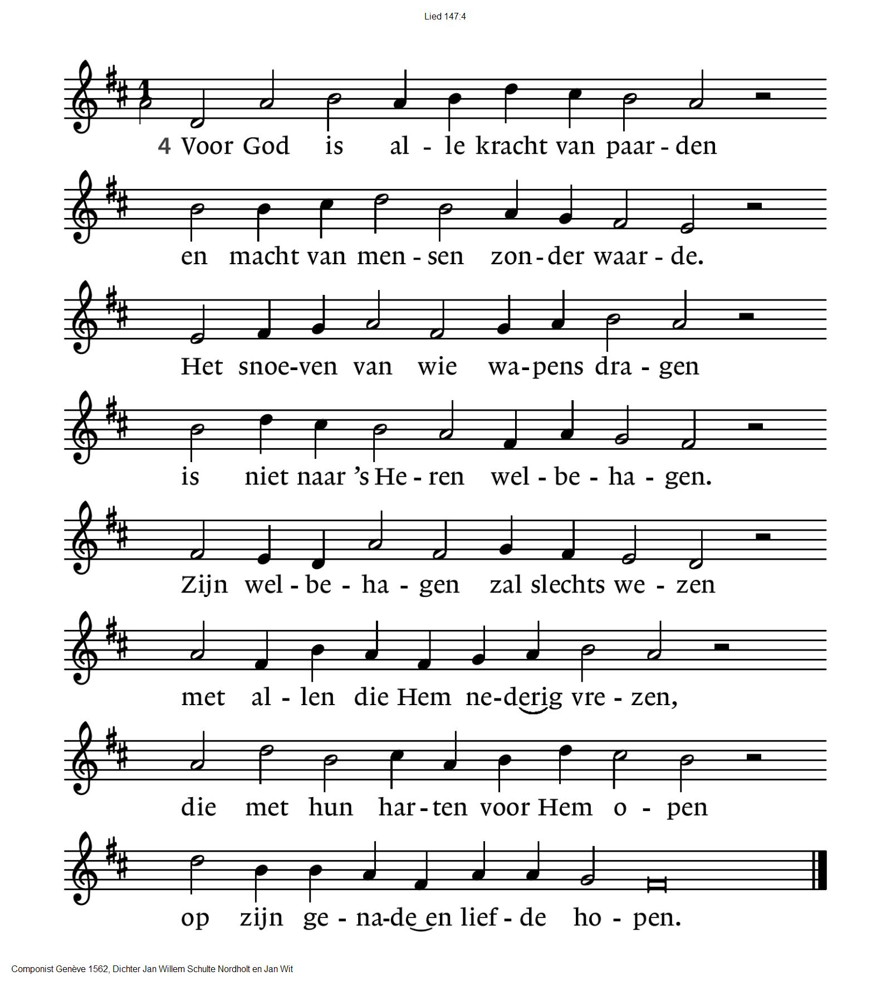 Lied 147:4
1
4 Voor God is al - le kracht van paar - den
en macht van men - sen zon - der waar - de.
Het snoe-ven van wie wa-pens dra - gen
is niet naar ’s He - ren wel - be - ha - gen.
Zijn wel - be - ha - gen zal slechts we - zen
met al - len die Hem ne-derig vre - zen,
die met hun har - ten voor Hem o - pen
op zijn ge - na-de en lief - de ho - pen.
Componist Genève 1562, Dichter Jan Willem Schulte Nordholt en Jan Wit